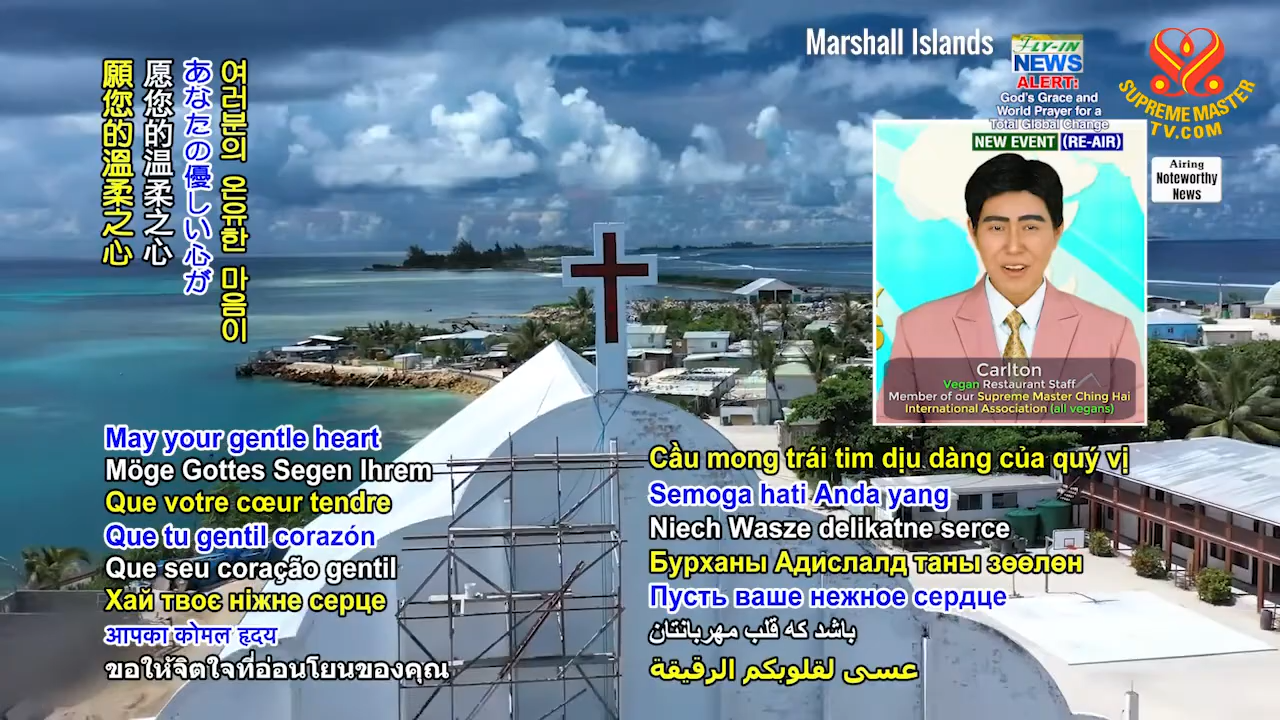 Marshall Islands
FLY-IN
NEWS
ALERT:
God's Grace and
World Prayer for a
Total Global Change
NEW EVENT (RE-AIR)
SUPREME MASTER
TV.COM
Airing
Noteworthy
News
Carlton
Vegan Restaurant Staff
Member of our Supreme Master Ching Hai
International Association (all vegans)
願您的溫柔之心
愿您的温柔之心
あなたの優しい心が
여러분의 온유한 마음이
May your gentle heart
Möge Gottes Segen Ihrem
Que votre cœur tendre
Que tu gentil corazón
Que seu coração gentil
Хай твоє ніжне серце
आपका कोमल हृदय
ขอให้จิตใจที่อ่อนโยนของคุณ
Cầu mong trái tim dịu dàng của quý vị
Semoga hati Anda yang
Niech Wasze delikatne serce
Бурханы Адислалд таны зөөлөн
Пусть ваше нежное сердце
باشد که قلب مهربانتان
عسى لقلوبكم الرقيقة